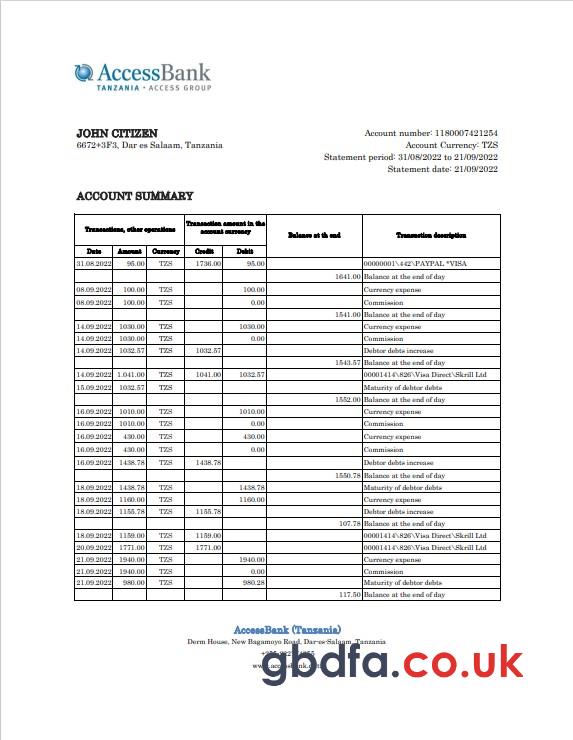 AccessBank
TANZANIA • ACCESS GROUP
JOHN CITIZEN
6672+3F3, Dar es Salaam, Tanzania
Account number: 1180007421254
Account Currency: TZS
Statement period: 31/08/2022 to 21/09/2022
Statement date: 21/09/2022
ACCOUNT SUMMARY
Transactions, other operations Transaction amount in the account currency Balance at th end Transaction description
Date Amount Currency Credit Debit
31.08.2022 95.00 TZS 1736.00 95.00 00000001\442\PAYPAL *VISA
1641.00 Balance at the end of day
08.09.2022 100.00 TZS 100.00 Currency expense
08.09.2022 100.00 TZS 0.00 Commission
1541.00 Balance at the end of day
14.09.2022 1030.00 TZS 1030.00 Currency expense
14.09.2022 1030.00 TZS 0.00 Commission
14.09.2022 1032.57 TZS 1032.57 Debtor debts increase
1543.57 Balance at the end of day
14.09.2022 1.041.00 TZS 1041.00 1032.57 00001414\826\Visa Direct\Skrill Ltd
15.09.2022 1032.57 TZS Maturity of debtor debts
1552.00 Balance at the end of day
16.09.2022 1010.00 TZS 1010.00 Currency expense
16.09.2022 1010.00 TZS 0.00 Commission
16.09.2022 430.00 TZS 430.00 Currency expense
16.09.2022 430.00 TZS 0.00 Commission
16.09.2022 1438.78 TZS 1438.78 Debtor debts increase
1550.78 Balance at the end of day
18.09.2022 1438.78 TZS 1438.78 Maturity of debtor debts
18.09.2022 1160.00 TZS 1160.00 Currency expense
18.09.2022 1155.78 TZS 1155.78 Debtor debts increase
107.78 Balance at the end of day
18.09.2022 1159.00 TZS 1159.00 00001414\826\Visa Direct\Skrill Ltd
20.09.2022 1771.00 TZS 1771.00 00001414\826\Visa Direct\Skrill Ltd
21.09.2022 1940.00 TZS 1940.00 Currency expense
21.09.2022 1940.00 TZS 0.00 Commission
21.09.2022 980.00 TZS 980.28 Maturity of debtor debts
117.50 Balance at the end of day
AccessBank (Tanzania)
Derm House, New Bagamoyo Road, Dar-es-Salaam, Tanzania
gbdfa.co.uk